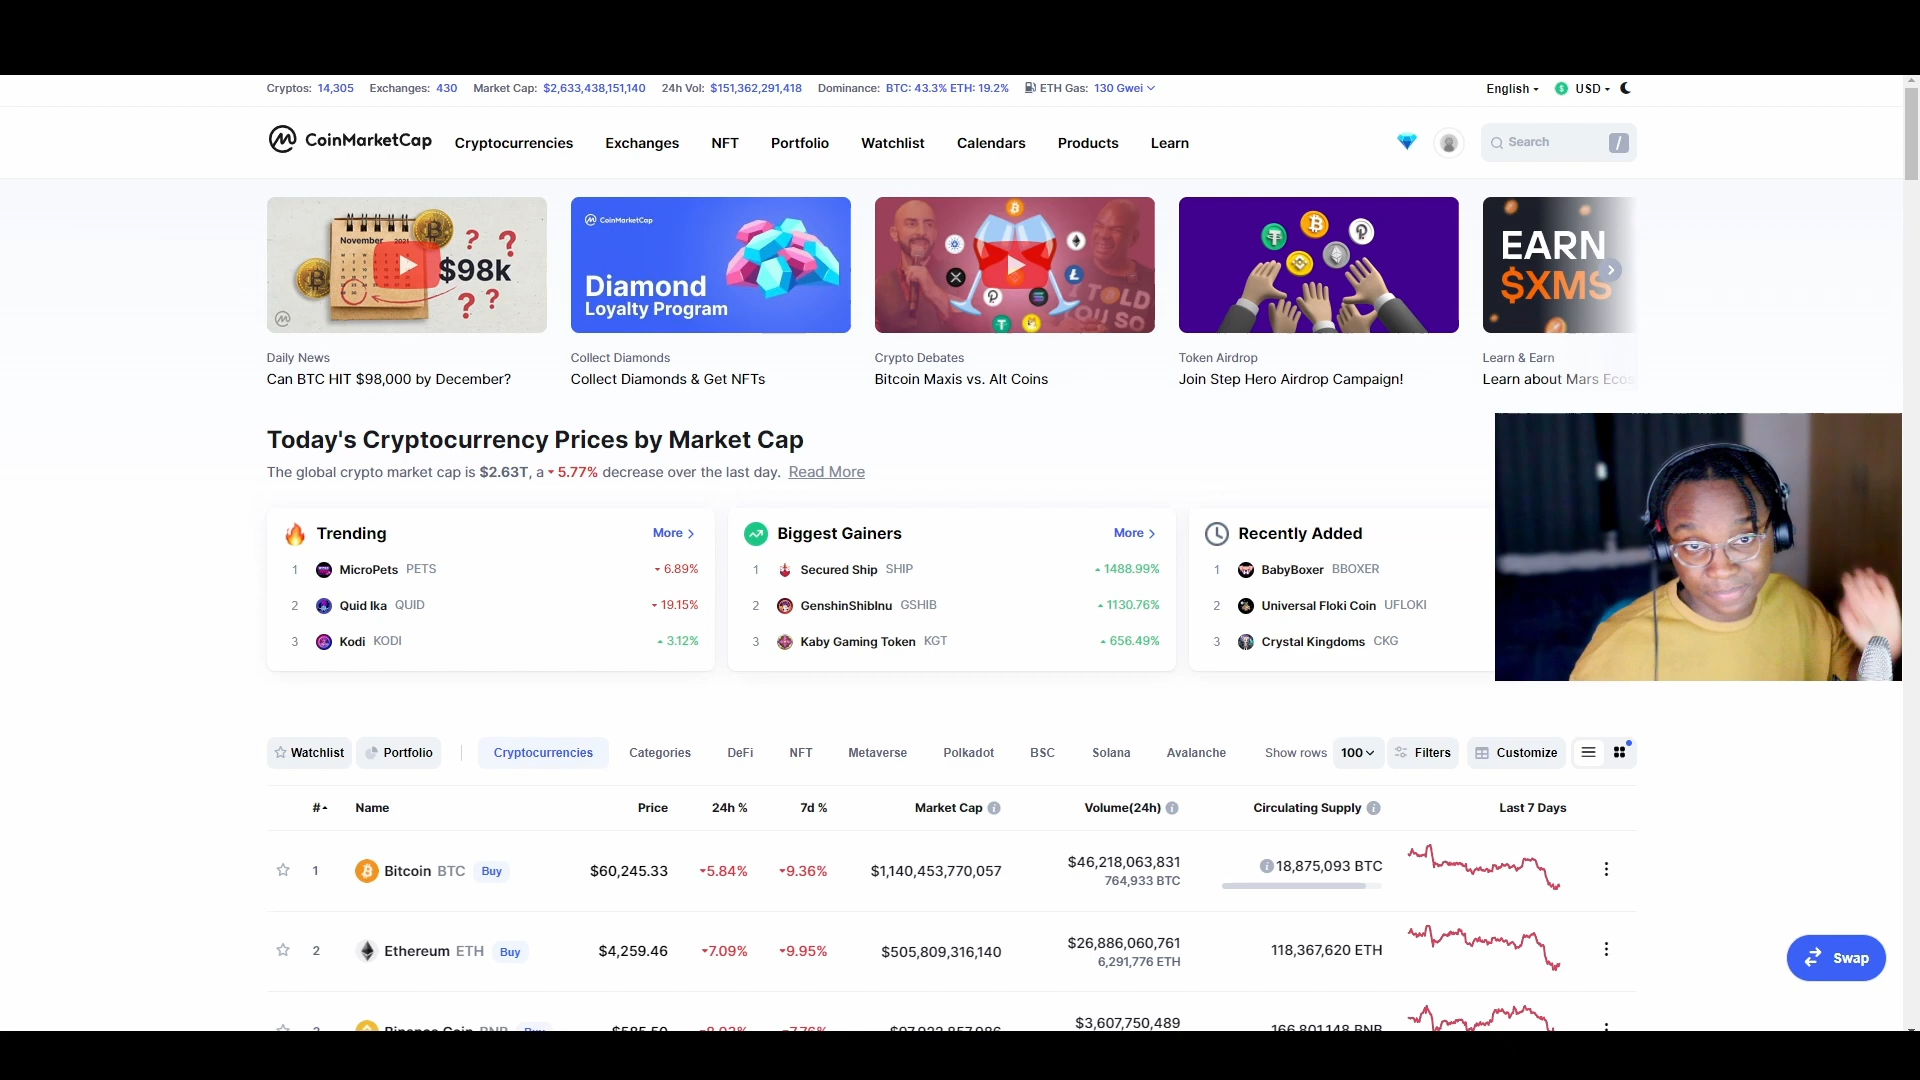 Cryptos: 14,305 Exchanges: 430 Market Cap: $2,633,438,151,140 24h Vol: $151,362,291,418 Dominance: BTC: 43.3% ETH: 19.2% ETH Gas: 130 Gwei English USD
CoinMarketCap Cryptocurrencies Exchanges NFT Portfolio Watchlist Calendars Products Learn Search /
November 2021
$98k
? ? ? ?
CoinMarketCap
Diamond
Loyalty Program
I TOLD
YOU SO
EARN
$XMS
Daily News
Can BTC HIT $98,000 by December?
Collect Diamonds
Collect Diamonds & Get NFTs
Crypto Debates
Bitcoin Maxis vs. Alt Coins
Token Airdrop
Join Step Hero Airdrop Campaign!
Learn & Earn
Learn about Mars Ecos
Today's Cryptocurrency Prices by Market Cap
The global crypto market cap is $2.63T, a 5.77% decrease over the last day. Read More
Trending More
1 MicroPets PETS 6.89%
2 Quid Ika QUID 19.15%
3 Kodi KODI 3.12%
Biggest Gainers More
1 Secured Ship SHIP 1488.99%
2 GenshinShibInu GSHIB 1130.76%
3 Kaby Gaming Token KGT 656.49%
Recently Added
1 BabyBoxer BBOXER
2 Universal Floki Coin UFLOKI
3 Crystal Kingdoms CKG
Watchlist Portfolio Cryptocurrencies Categories DeFi NFT Metaverse Polkadot BSC Solana Avalanche Show rows 100 Filters Customize
# Name Price 24h % 7d % Market Cap Volume(24h) Circulating Supply Last 7 Days
1 Bitcoin BTC Buy $60,245.33 5.84% 9.36% $1,140,453,770,057 $46,218,063,831 18,875,093 BTC
764,933 BTC
2 Ethereum ETH Buy $4,259.46 7.09% 9.95% $505,809,316,140 $26,886,060,761 118,367,620 ETH
6,291,776 ETH
Swap
$3,607,750,489